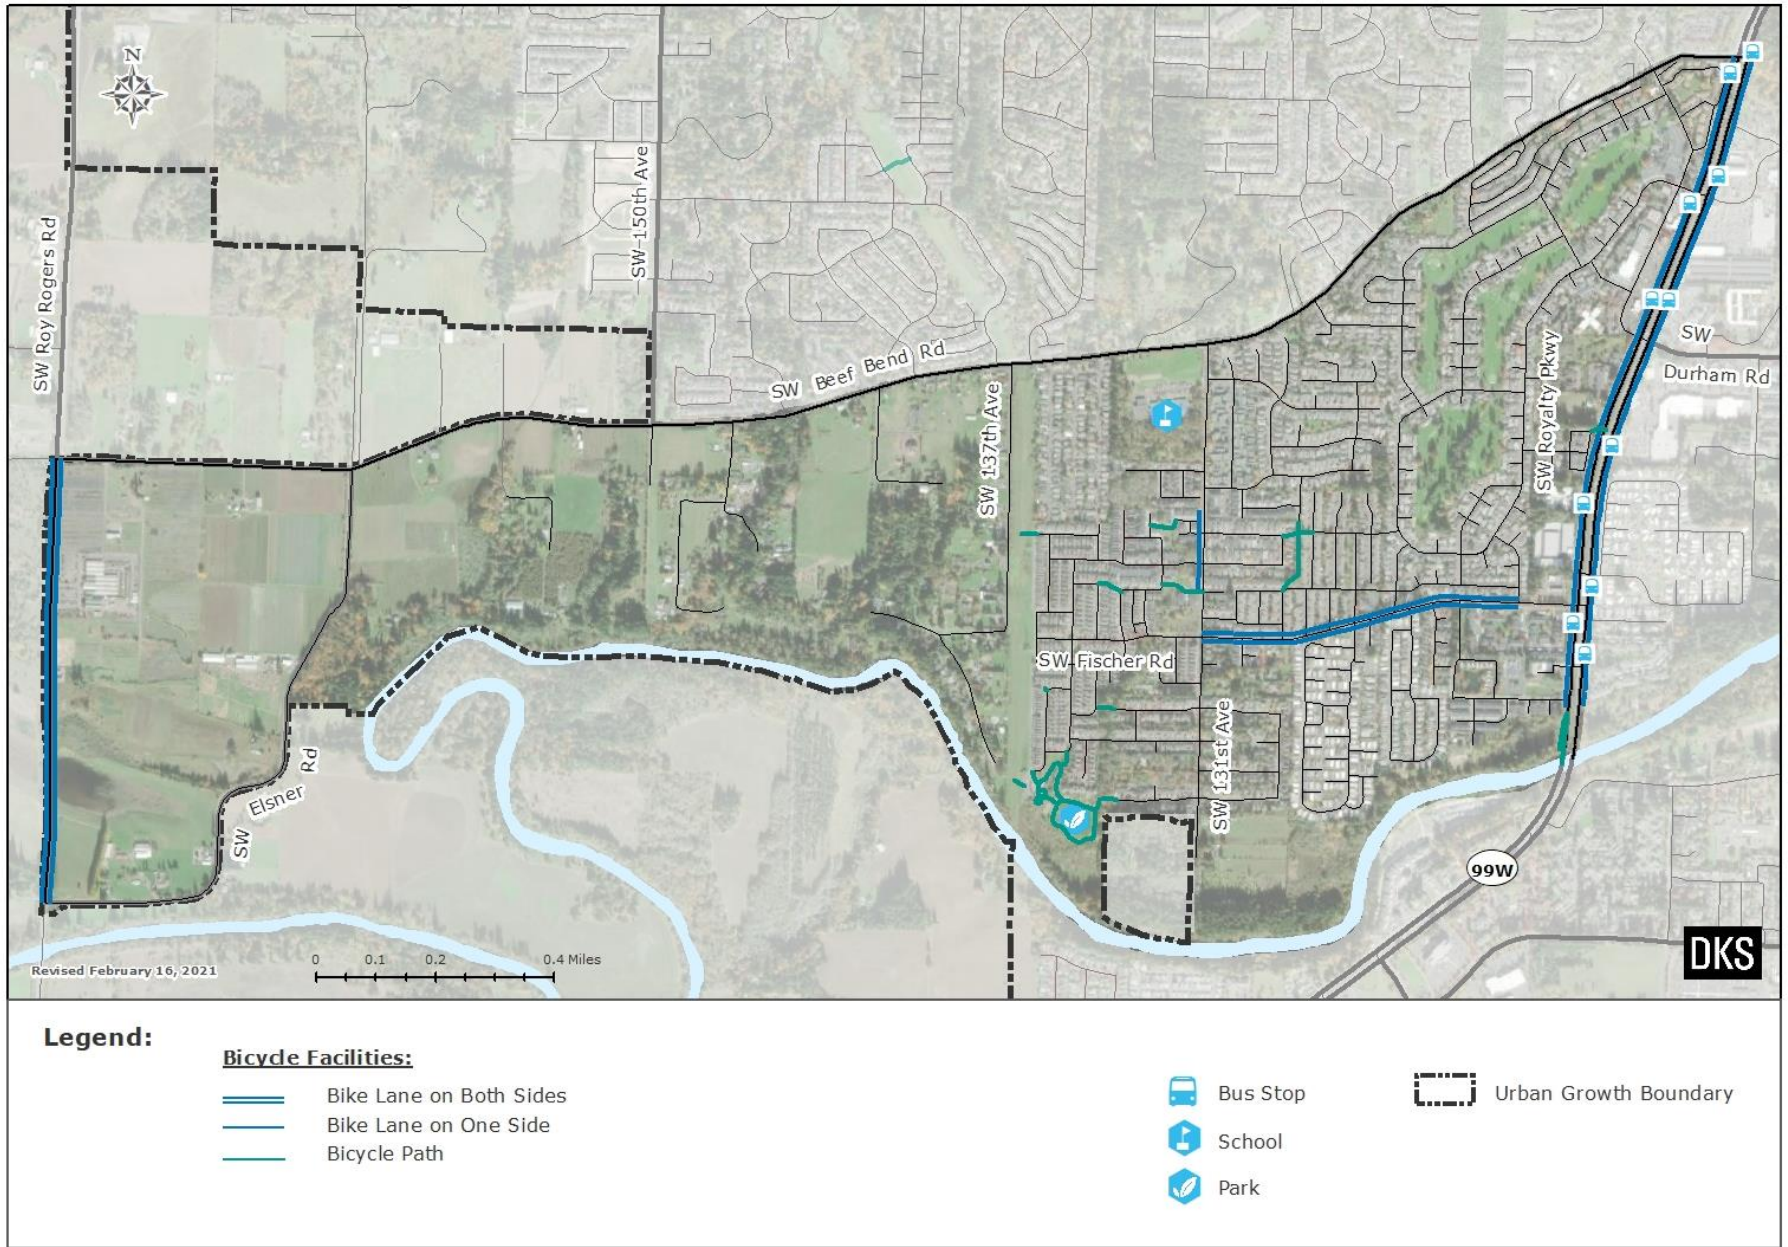 N
SW Roy Rogers Rd
SW 150th Ave
SW Beef Bend Rd
SW 137th Ave
SW Royalty Pkwy
SW
Durham Rd
SW Fischer Rd
SW 131st Ave
SW Elsner Rd
99W
Revised February 16, 2021
0 0.1 0.2 0.4 Miles
DKS
Legend:
Bicycle Facilities:
Bike Lane on Both Sides
Bike Lane on One Side
Bicycle Path
Bus Stop
School
Park
Urban Growth Boundary